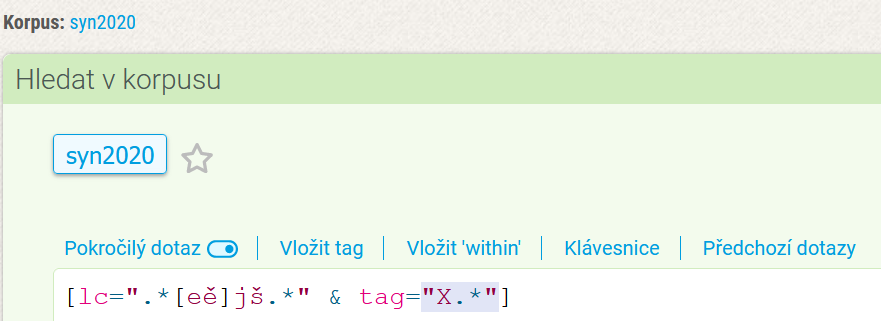 Korpus: syn2020
Hledat v korpusu
syn2020
Pokročilý dotaz | Vložit tag | Vložit 'within' | Klávesnice | Předchozí dotazy
[lc=".*[eě]jš.*" & tag="X.*"]